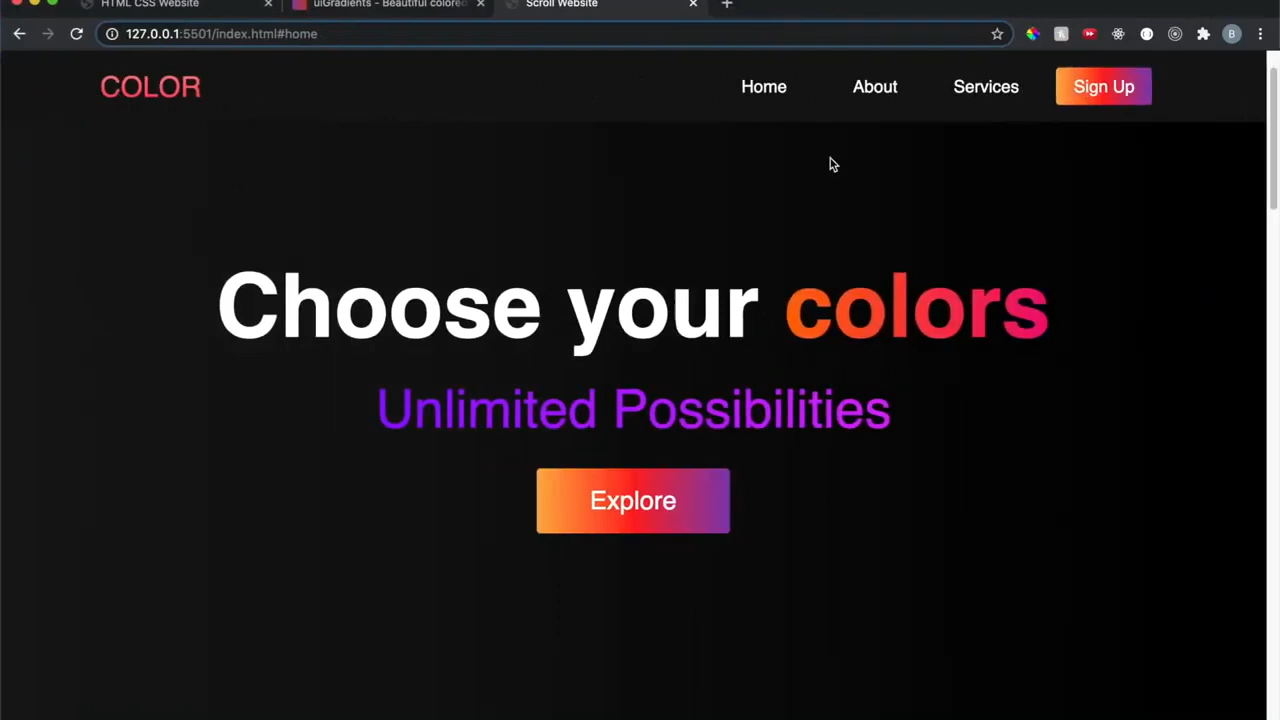 HTML CSS Website
uiGradients - Beautiful colored
Scroll Website
127.0.0.1:5501/index.html#home
B
COLOR
Home
About
Services
Sign Up
Choose your colors
Unlimited Possibilities
Explore